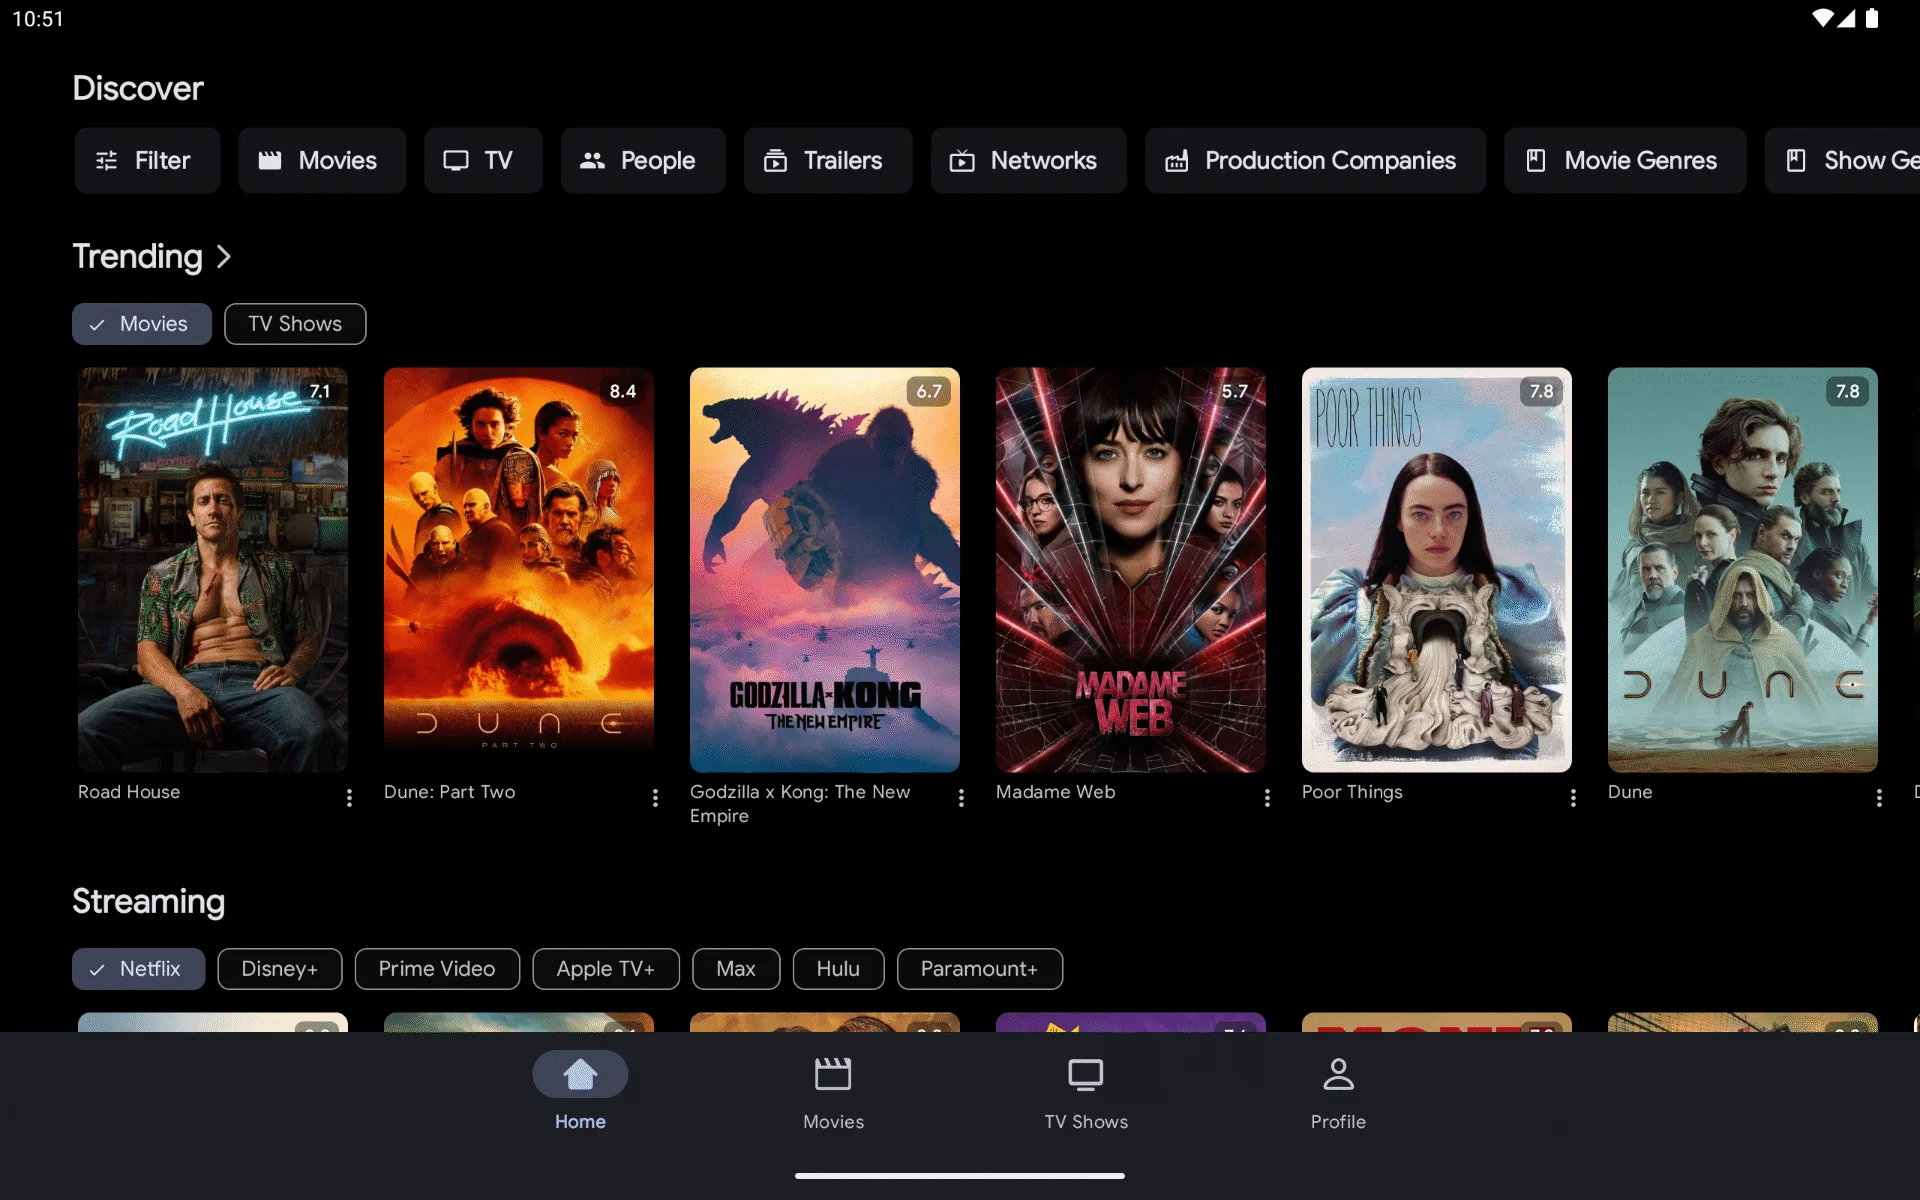 10:51
Discover
Filter
Movies
TV
People
Trailers
Networks
Production Companies
Movie Genres
Show Ge
Trending
Movies
TV Shows
Road House
7.1
8.4
DUNE
PART TWO
6.7
GODZILLA x KONG
THE NEW EMPIRE
5.7
MADAME
WEB
7.8
POOR THINGS
7.8
DUNE
Road House
Dune: Part Two
Godzilla x Kong: The New
Empire
Madame Web
Poor Things
Dune
Streaming
Netflix
Disney+
Prime Video
Apple TV+
Max
Hulu
Paramount+
Home
Movies
TV Shows
Profile